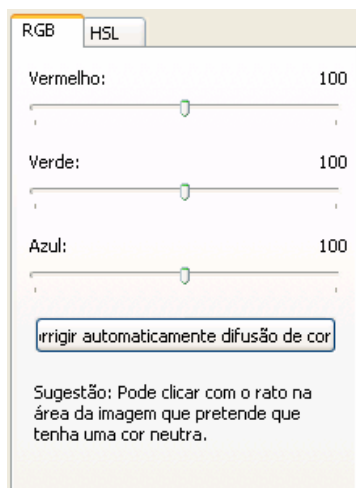 RGB HSL
Vermelho: 100
Verde: 100
Azul: 100
rrigir automaticamente difusão de cor
Sugestão: Pode clicar com o rato na
área da imagem que pretende que
tenha uma cor neutra.